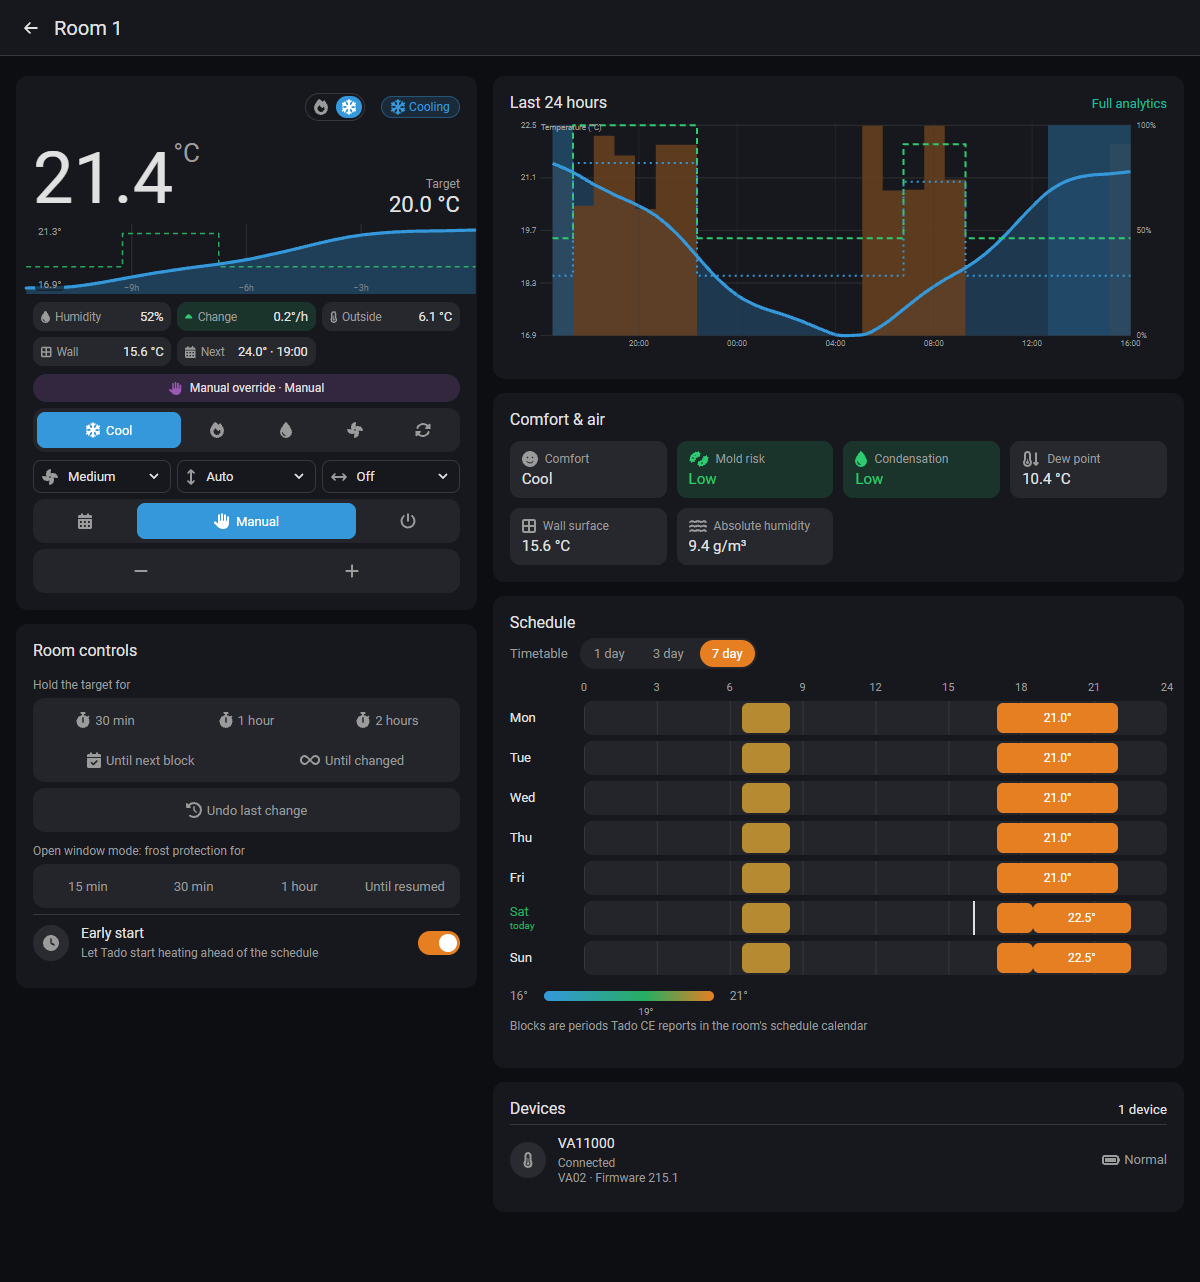 Room 1
Cooling
21.4 °C
Target
20.0 °C
21.3°
16.9°
−9h −6h −3h
Humidity 52%
Change 0.2°/h
Outside 6.1 °C
Wall 15.6 °C
Next 24.0° · 19:00
Manual override · Manual
Cool
Medium
Auto
Off
Manual
Room controls
Hold the target for
30 min
1 hour
2 hours
Until next block
Until changed
Undo last change
Open window mode: frost protection for
15 min
30 min
1 hour
Until resumed
Early start
Let Tado start heating ahead of the schedule
Last 24 hours
Full analytics
Temperature (°C)
22.5
21.1
19.7
18.3
16.9
100%
50%
0%
20:00 00:00 04:00 08:00 12:00 16:00
Comfort & air
Comfort
Cool
Mold risk
Low
Condensation
Low
Dew point
10.4 °C
Wall surface
15.6 °C
Absolute humidity
9.4 g/m³
Schedule
Timetable
1 day
3 day
7 day
0 3 6 9 12 15 18 21 24
Mon 21.0°
Tue 21.0°
Wed 21.0°
Thu 21.0°
Fri 21.0°
Sat 22.5°
today
Sun 22.5°
16° 21°
19°
Blocks are periods Tado CE reports in the room's schedule calendar
Devices
1 device
VA11000
Connected
VA02 · Firmware 215.1
Normal